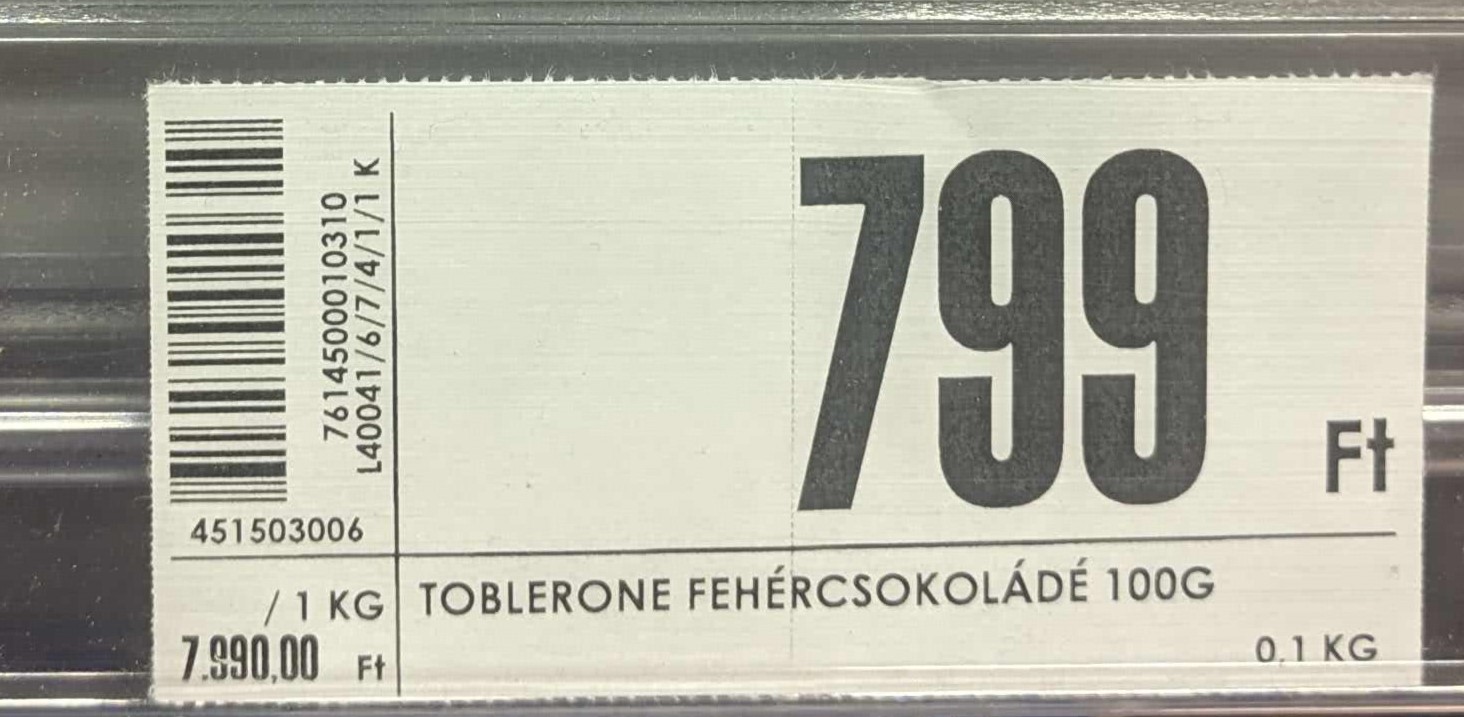 7614500010310
L40041/6/7/4/1/1 K
451503006
799 Ft
/ 1 KG
7.990,00 Ft
TOBLERONE FEHÉRCSOKOLÁDÉ 100G
0,1 KG